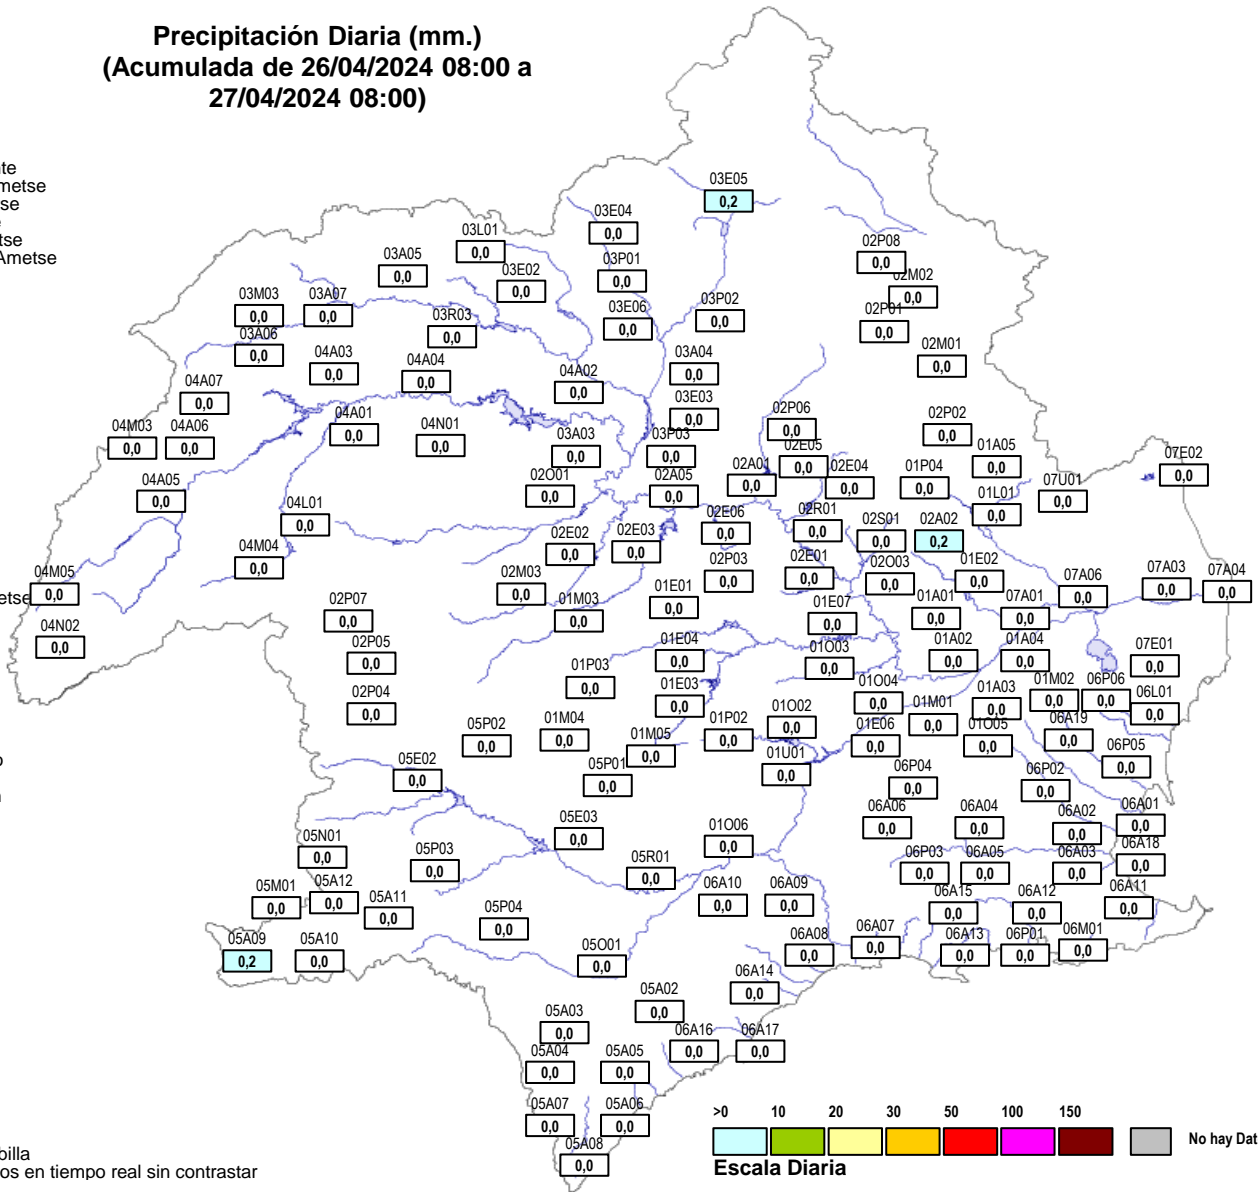 Precipitación Diaria (mm.)
(Acumulada de 26/04/2024 08:00 a
27/04/2024 08:00)
03E05
0,2
03E04
0,0
03L01
0,0
03A05
0,0
03E02
0,0
03P01
0,0
02P08
0,0
02M02
0,0
03M03
0,0
03A07
0,0
03R03
0,0
03E06
0,0
03P02
0,0
02P01
0,0
03A06
0,0
04A03
0,0
04A04
0,0
04A02
0,0
03A04
0,0
02M01
0,0
04A07
0,0
03E03
0,0
04M03
0,0
04A06
0,0
04A01
0,0
04N01
0,0
03A03
0,0
03P03
0,0
02P06
0,0
02P02
0,0
02E05
0,0
01A05
0,0
07E02
0,0
04A05
0,0
02O01
0,0
02A05
0,0
02A01
0,0
02E04
0,0
01P04
0,0
07U01
0,0
01L01
0,0
04L01
0,0
02E06
0,0
02R01
0,0
02S01
0,0
02A02
0,2
04M04
0,0
02E02
0,0
02E03
0,0
02P03
0,0
02E01
0,0
02O03
0,0
01E02
0,0
04M05
0,0
02M03
0,0
01E01
0,0
07A06
0,0
07A03
0,0
07A04
0,0
02P07
0,0
01M03
0,0
01E07
0,0
01A01
0,0
07A01
0,0
04N02
0,0
02P05
0,0
01E04
0,0
01O03
0,0
01A02
0,0
01A04
0,0
07E01
0,0
01P03
0,0
02P04
0,0
01E03
0,0
01O04
0,0
01A03
0,0
01M02
0,0
06P06
0,0
06L01
0,0
05P02
0,0
01M04
0,0
01M05
0,0
01P02
0,0
01O02
0,0
01E06
0,0
01M01
0,0
01O05
0,0
06A19
0,0
06P05
0,0
05E02
0,0
05P01
0,0
01U01
0,0
06P04
0,0
06P02
0,0
05E03
0,0
01O06
0,0
06A06
0,0
06A04
0,0
06A02
0,0
06A01
0,0
05N01
0,0
05P03
0,0
05R01
0,0
06P03
0,0
06A05
0,0
06A03
0,0
06A18
0,0
05M01
0,0
05A12
0,0
05A11
0,0
06A10
0,0
06A09
0,0
06A15
0,0
06A12
0,0
06A11
0,0
05P04
0,0
05A09
0,2
05A10
0,0
05O01
0,0
06A08
0,0
06A07
0,0
06A13
0,0
06P01
0,0
06M01
0,0
06A14
0,0
05A02
0,0
05A03
0,0
06A16
0,0
06A17
0,0
05A04
0,0
05A05
0,0
05A07
0,0
05A06
0,0
05A08
0,0
>0 10 20 30 50 100 150
No hay Dat
Escala Diaria
os en tiempo real sin contrastar